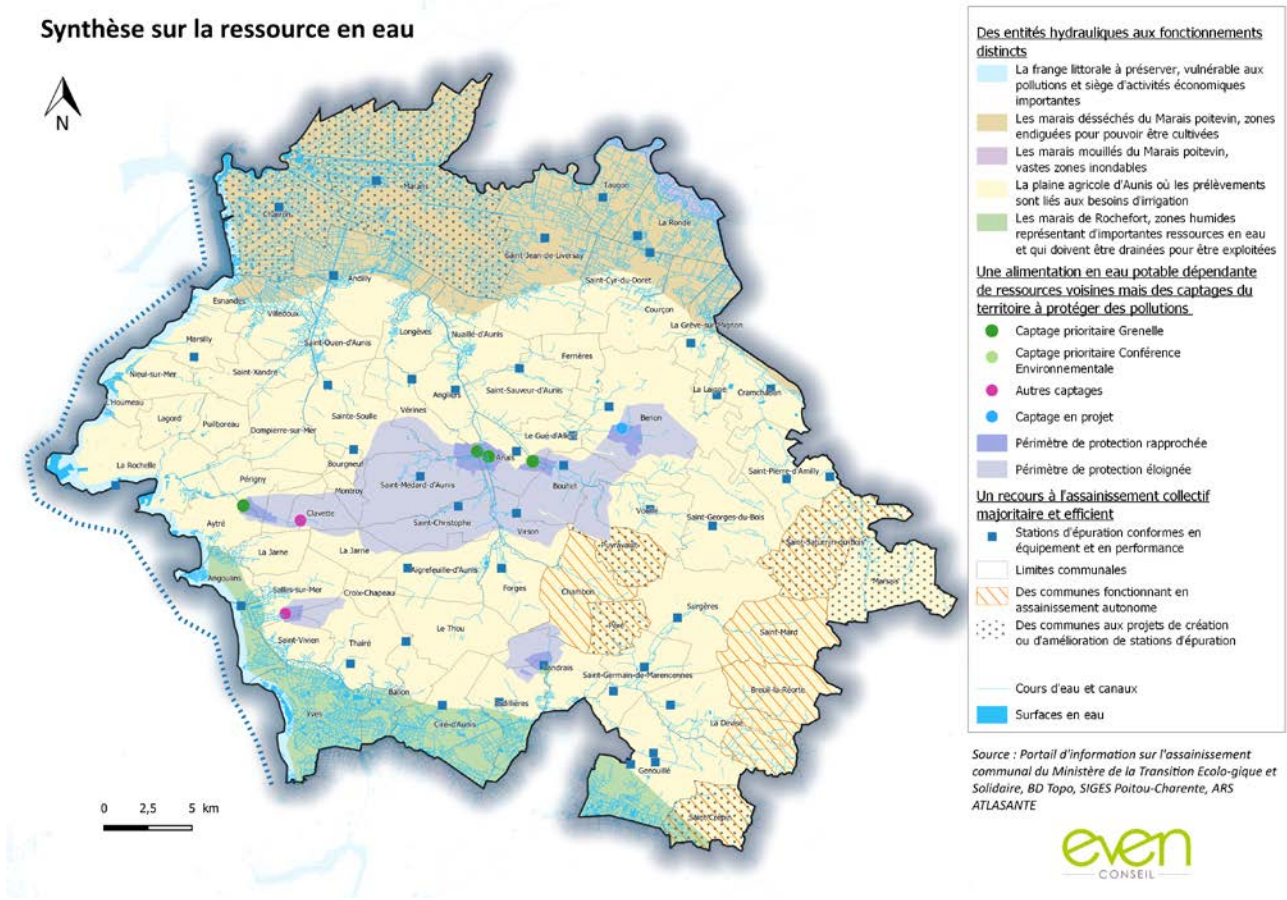 Synthèse sur la ressource en eau
N
Marans
Charron
Taugon
La Ronde
Saint-Jean-de-Liversay
Andilly
Saint-Cyr-du-Doret
Esnandes
Villedoux
Courçon
La Grève-sur-Mignon
Marsilly
Longèves
Nuaillé-d'Aunis
Saint-Ouen-d'Aunis
Ferrières
Nieul-sur-Mer
Saint-Xandre
Saint-Sauveur-d'Aunis
La Laigne
Cramchaban
L'Houmeau
Angliers
Lagord
Puilboreau
Sainte-Soulle
Vérines
Benon
Dompierre-sur-Mer
Le Gué-d'Alleré
La Rochelle
Bourgneuf
Anais
Saint-Pierre-d'Amilly
Périgny
Montroy
Saint-Médard-d'Aunis
Bouhet
Clavette
Vouhé
Aytré
Saint-Christophe
Virson
Saint-Georges-du-Bois
Saint-Saturnin-du-Bois
Puyravault
La Jarne
La Jarrie
Aigrefeuille-d'Aunis
Marsais
Angoulins
Salles-sur-Mer
Croix-Chapeau
Forges
Chambon
Péré
Surgères
Saint-Vivien
Thairé
Le Thou
Saint-Mard
Landrais
Saint-Germain-de-Marencennes
Ballon
Breuil-la-Réorte
Yves
Ciré-d'Aunis
Ardillières
La Devise
Genouillé
Saint-Crépin
0 2,5 5 km
Des entités hydrauliques aux fonctionnements
distincts
La frange littorale à préserver, vulnérable aux
pollutions et siège d'activités économiques
importantes
Les marais désséchés du Marais poitevin, zones
endiguées pour pouvoir être cultivées
Les marais mouillés du Marais poitevin,
vastes zones inondables
La plaine agricole d'Aunis où les prélèvements
sont liés aux besoins d'irrigation
Les marais de Rochefort, zones humides
représentant d'importantes ressources en eau
et qui doivent être drainées pour être exploitées
Une alimentation en eau potable dépendante
de ressources voisines mais des captages du
territoire à protéger des pollutions
Captage prioritaire Grenelle
Captage prioritaire Conférence
Environnementale
Autres captages
Captage en projet
Périmètre de protection rapprochée
Périmètre de protection éloignée
Un recours à l'assainissement collectif
majoritaire et efficient
Stations d'épuration conformes en
équipement et en performance
Limites communales
Des communes fonctionnant en
assainissement autonome
Des communes aux projets de création
ou d'amélioration de stations d'épuration
Cours d'eau et canaux
Surfaces en eau
Source : Portail d'information sur l'assainissement
communal du Ministère de la Transition Ecolo-gique et
Solidaire, BD Topo, SIGES Poitou-Charente, ARS
ATLASANTE
even
CONSEIL